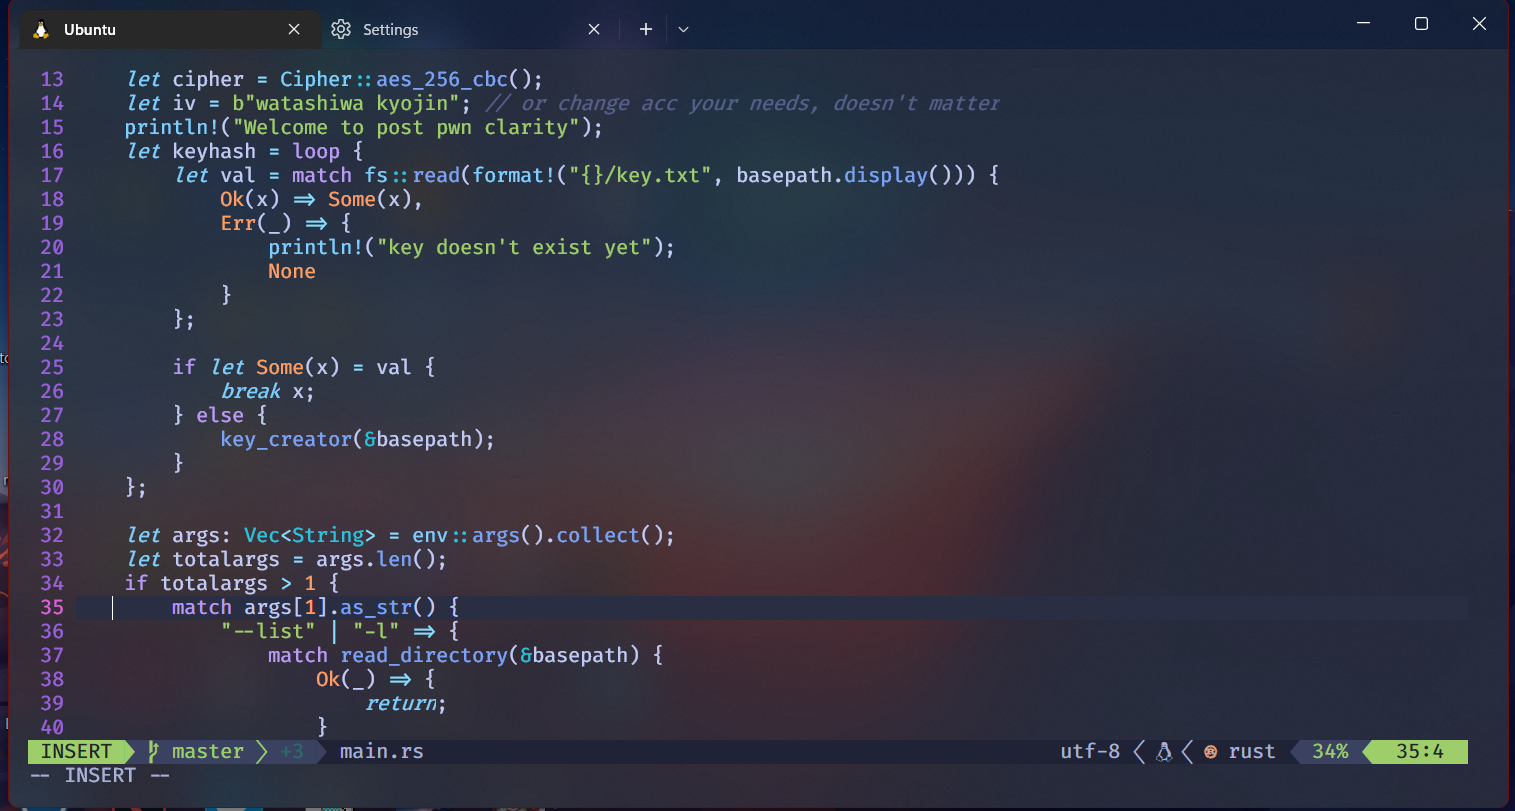 Ubuntu
Settings
13 let cipher = Cipher::aes_256_cbc();
14 let iv = b"watashiwa kyojin"; // or change acc your needs, doesn't matter
15 println!("Welcome to post pwn clarity");
16 let keyhash = loop {
17 let val = match fs::read(format!("{}/key.txt", basepath.display())) {
18 Ok(x) => Some(x),
19 Err(_) => {
20 println!("key doesn't exist yet");
21 None
22 }
23 };
24
25 if let Some(x) = val {
26 break x;
27 } else {
28 key_creator(&basepath);
29 }
30 };
31
32 let args: Vec<String> = env::args().collect();
33 let totalargs = args.len();
34 if totalargs > 1 {
35 match args[1].as_str() {
36 "--list" | "-l" => {
37 match read_directory(&basepath) {
38 Ok(_) => {
39 return;
40 }
INSERT master +3 main.rs utf-8 rust 34% 35:4
-- INSERT --